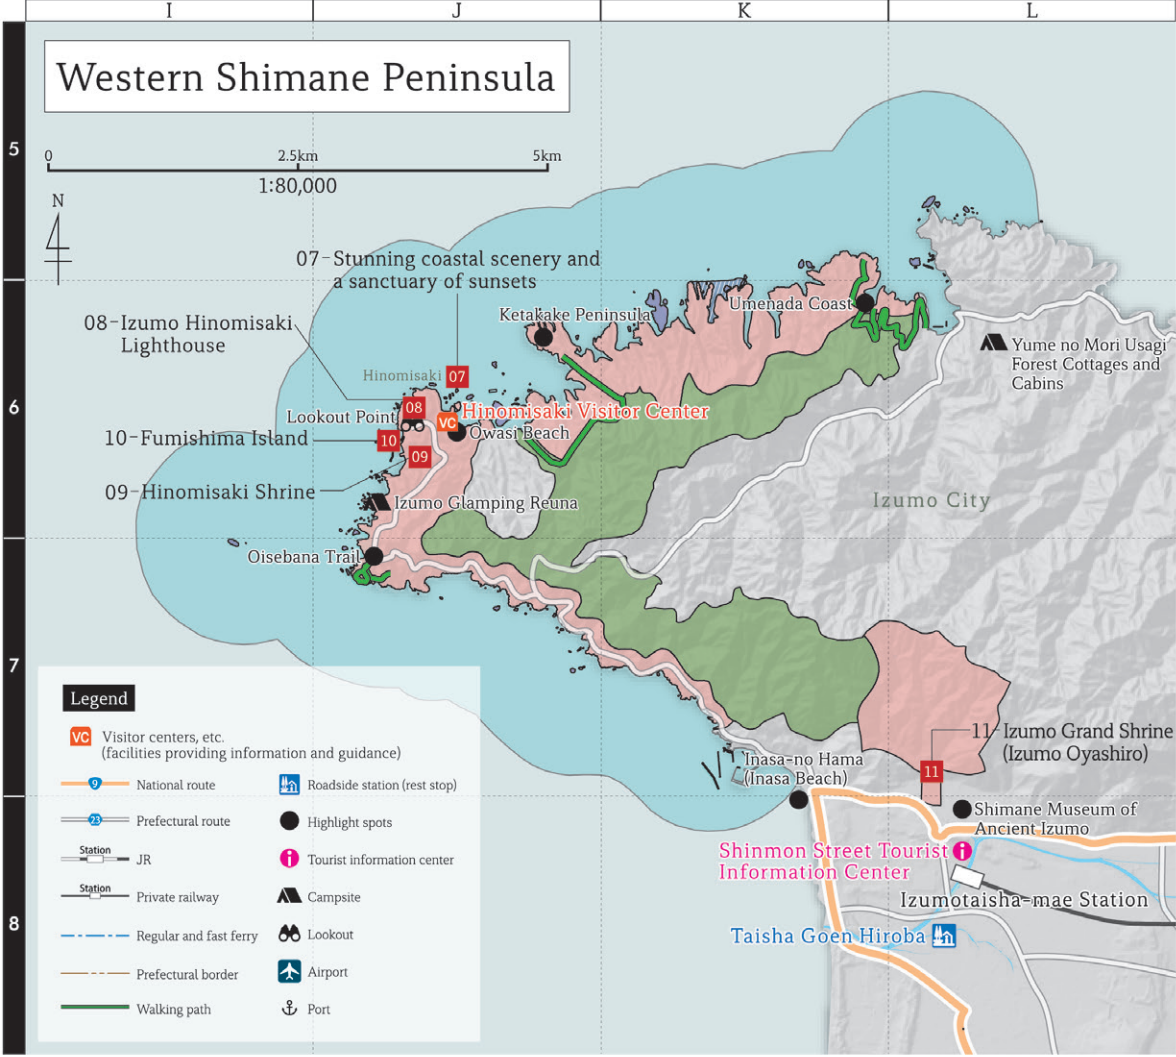 I
J
K
L
Western Shimane Peninsula
5
6
7
8
0
2.5km
5km
1:80,000
N
07-Stunning coastal scenery and
a sanctuary of sunsets
08-Izumo Hinomisaki
Lighthouse
Ketakake Peninsula
Umenada Coast
Yume no Mori Usagi
Forest Cottages and
Cabins
Hinomisaki
07
08
Lookout Point
VC
Hinomisaki Visitor Center
Owasi Beach
10-Fumishima Island
10
09
09-Hinomisaki Shrine
Izumo Glamping Reuna
Izumo City
Oisebana Trail
11-Izumo Grand Shrine
(Izumo Oyashiro)
11
Inasa-no Hama
(Inasa Beach)
Shimane Museum of
Ancient Izumo
Shinmon Street Tourist
Information Center
Izumotaisha-mae Station
Taisha Goen Hiroba
Legend
VC
Visitor centers, etc.
(facilities providing information and guidance)
9
National route
Roadside station (rest stop)
23
Prefectural route
Highlight spots
Station
JR
Tourist information center
Station
Private railway
Campsite
Regular and fast ferry
Lookout
Prefectural border
Airport
Walking path
Port